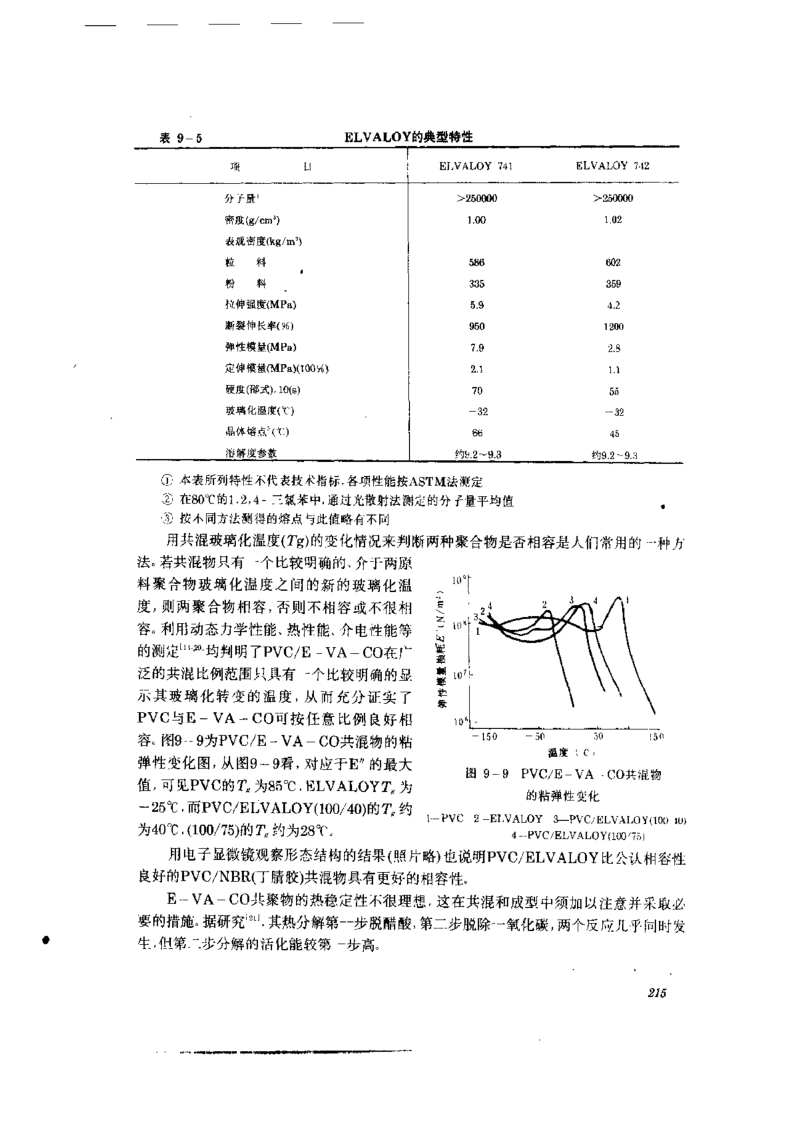 表 9-5 ELVALOY的典型特性
项 目 ELVALOY 741 ELVALOY 742
分子量 >250000 >250000
密度(g/cm³) 1.00 1.02
表观密度(kg/m³)
粒 料 586 602
粉 料 335 359
拉伸强度(MPa) 5.9 4.2
断裂伸长率(%) 950 1200
弹性模量(MPa) 7.9 2.8
定伸模量(MPa)(100%) 2.1 1.1
硬度(邵式),10(s) 70 55
玻璃化温度(℃) -32 -32
晶体熔点³(℃) 66 45
溶解度参数 约9.2~9.3 约9.2~9.3
① 本表所列特性不代表技术指标,各项性能按ASTM法测定
② 在80℃的1,2,4-三氯苯中,通过光散射法测定的分子量平均值
③ 按不同方法测得的熔点与此值略有不同
用共混玻璃化温度(Tg)的变化情况来判断两种聚合物是否相容是人们常用的一种方
法。若共混物只有一个比较明确的、介于两原
料聚合物玻璃化温度之间的新的玻璃化温
度,则两聚合物相容,否则不相容或不很相
容。利用动态力学性能、热性能、介电性能等
的测定[11,20]均判明了PVC/E-VA-CO在广
泛的共混比例范围只具有一个比较明确的显
示其玻璃化转变的温度,从而充分证实了
PVC与E-VA-CO可按任意比例良好相
容。图9-9为PVC/E-VA-CO共混物的粘
弹性变化图,从图9-9看,对应于E″的最大
值,可见PVC的Tg为85℃,ELVALOYTg为
-25℃,而PVC/ELVALOY(100/40)的Tg约
为40℃,(100/75)的Tg约为28℃。
弹性模量损耗E″(N/m²)
10⁹
10⁸
10⁷
10⁶
3 2 4
1
2 3 4 1
-150 -50 50 150
温度(℃)
图 9-9 PVC/E-VA-CO共混物
的粘弹性变化
1—PVC 2—ELVALOY 3—PVC/ELVALOY(100/40)
4—PVC/ELVALOY(100/75)
用电子显微镜观察形态结构的结果(照片略)也说明PVC/ELVALOY比公认相容性
良好的PVC/NBR(丁腈胶)共混物具有更好的相容性。
E-VA-CO共聚物的热稳定性不很理想,这在共混和成型中须加以注意并采取必
要的措施。据研究[21],其热分解第一步脱醋酸,第二步脱除一氧化碳,两个反应几乎同时发
生,但第二步分解的活化能较第一步高。
215